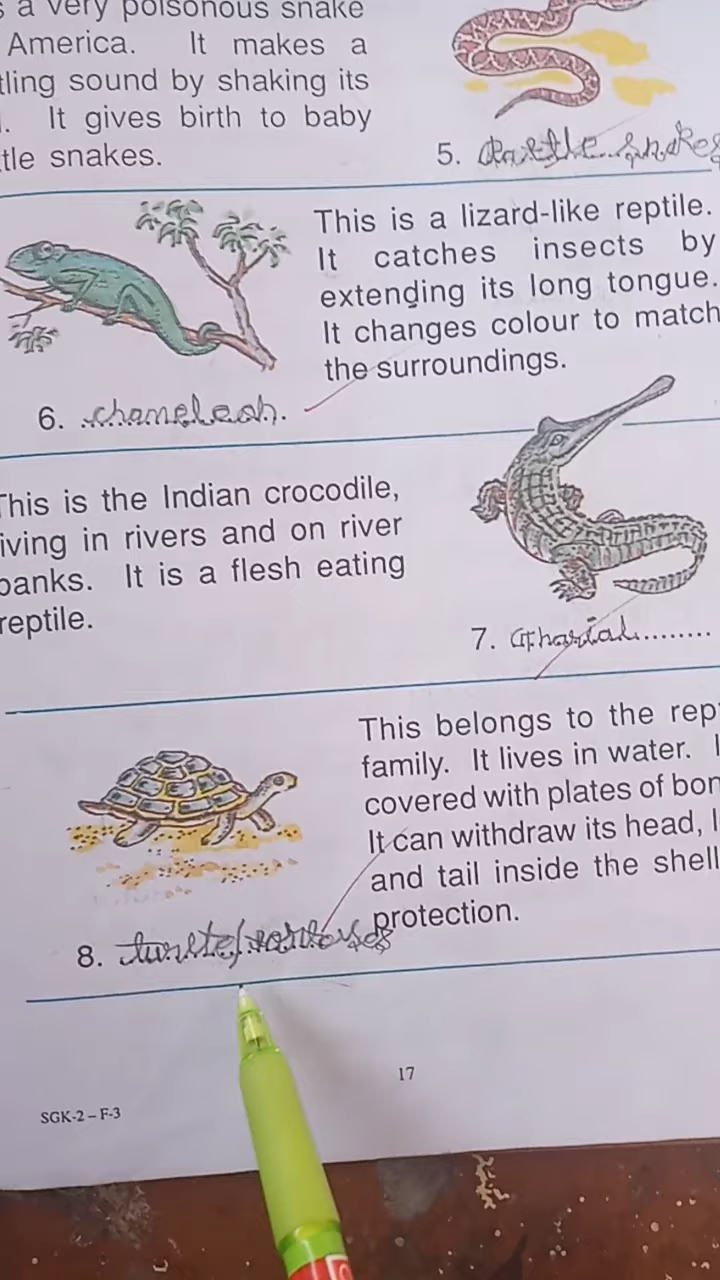 a very poisonous snake
America. It makes a
tling sound by shaking its
. It gives birth to baby
tle snakes.
5. snakes
This is a lizard-like reptile.
It catches insects by
extending its long tongue.
It changes colour to match
the surroundings.
6. chameleon.
This is the Indian crocodile,
iving in rivers and on river
banks. It is a flesh eating
reptile.
7. Gharial.........
This belongs to the rep
family. It lives in water. I
covered with plates of bon
It can withdraw its head, l
and tail inside the shell
protection.
8.
17
SGK-2 – F-3